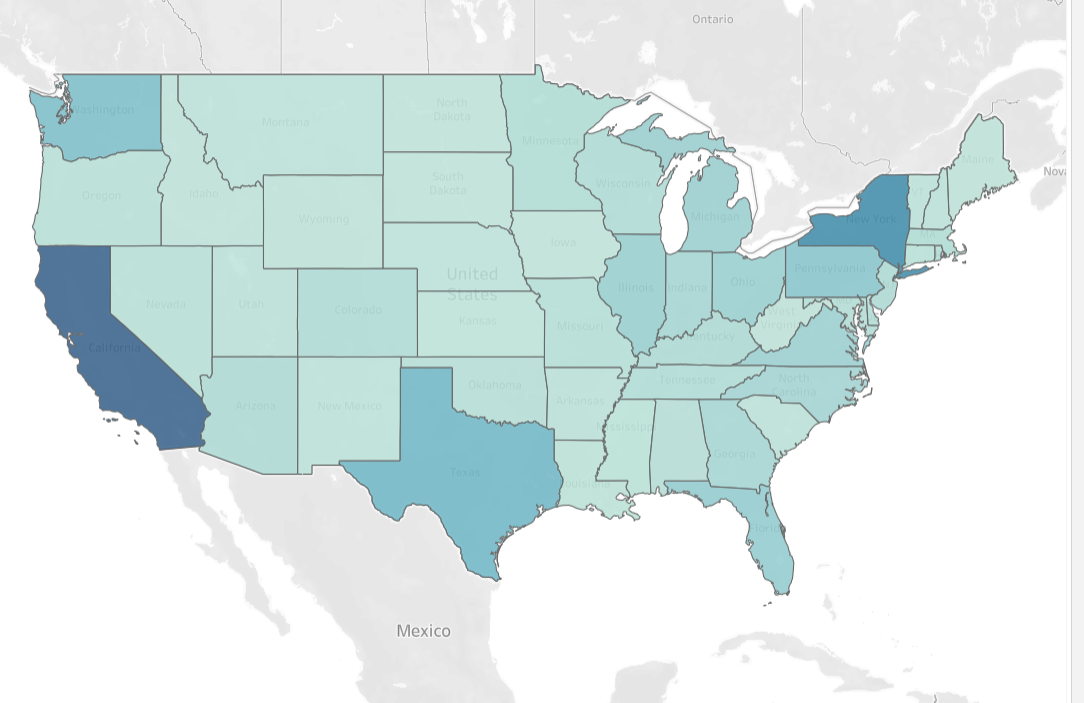 Ontario
Washington
Montana
North
Dakota
Minnesota
Maine
Nova
Oregon
Idaho
South
Dakota
Wisconsin
Michigan
VT
New York
Wyoming
Iowa
MA
United
States
Nevada
Utah
Colorado
Kansas
Illinois
Indiana
Ohio
Pennsylvania
West
Virginia
California
Missouri
Kentucky
Arizona
New Mexico
Oklahoma
Arkansas
Tennessee
North
Carolina
Mississippi
Georgia
Texas
Louisiana
Florida
Mexico